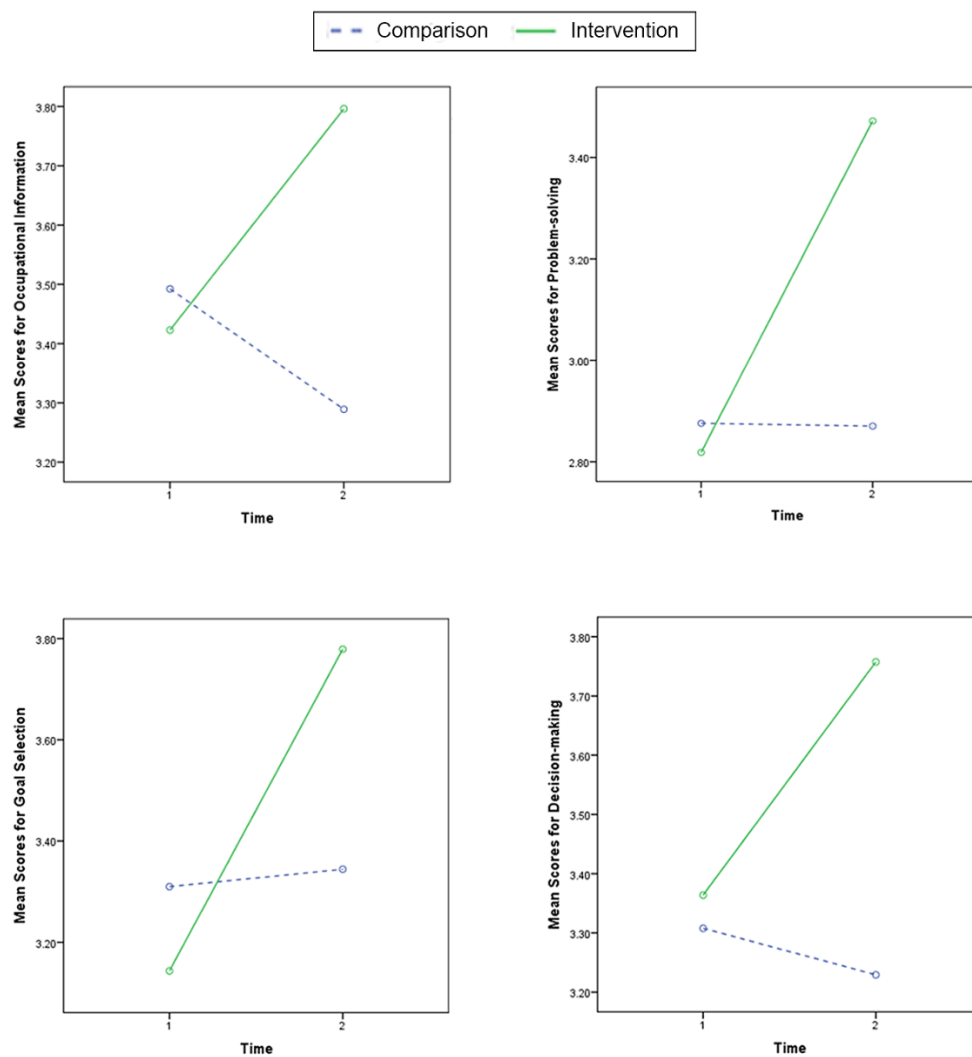 Comparison Intervention
Mean Scores for Occupational Information
3.80
3.70
3.60
3.50
3.40
3.30
3.20
1 2
Time
Mean Scores for Problem-solving
3.40
3.20
3.00
2.80
1 2
Time
Mean Scores for Goal Selection
3.80
3.60
3.40
3.20
1 2
Time
Mean Scores for Decision-making
3.80
3.70
3.60
3.50
3.40
3.30
3.20
1 2
Time